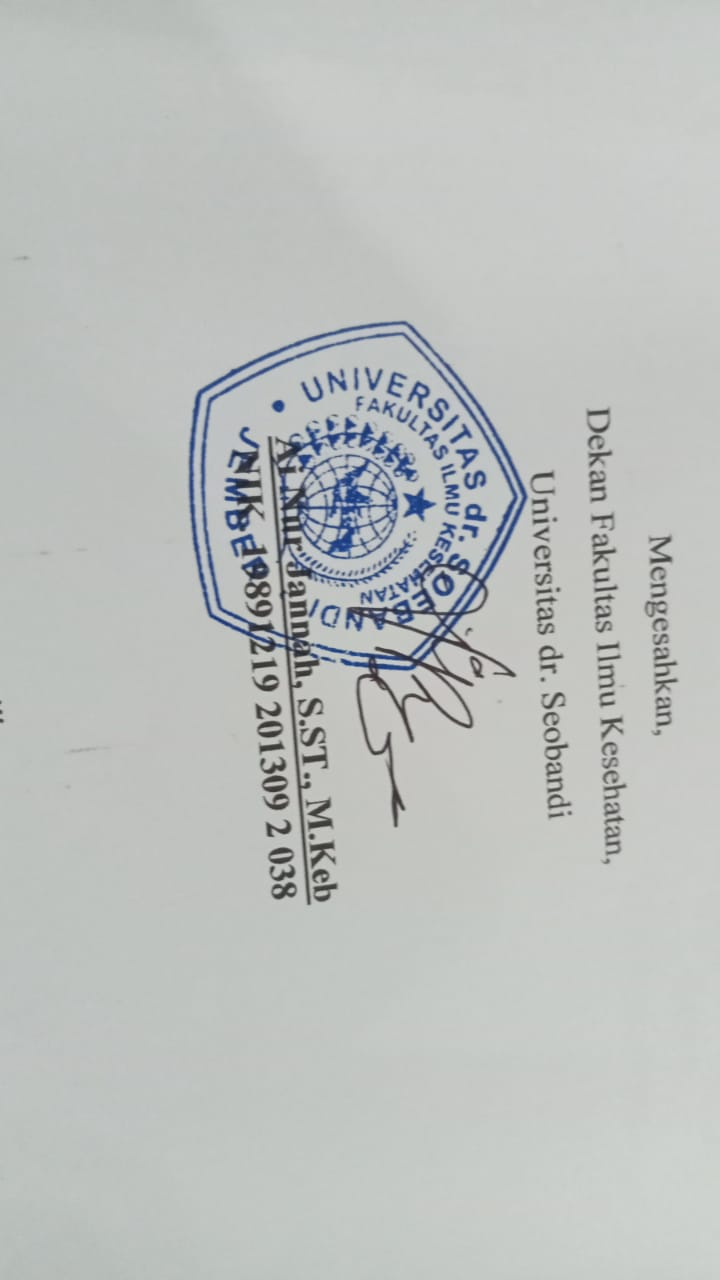 Mengesahkan,
Dekan Fakultas Ilmu Kesehatan,
Universitas dr. Seobandi
UNIVERSITAS dr. SOEBANDI
FAKULTAS ILMU KESEHATAN
JEMBER
Ai Nur Jannah, S.ST., M.Keb
NIK. 19891219 201309 2 038